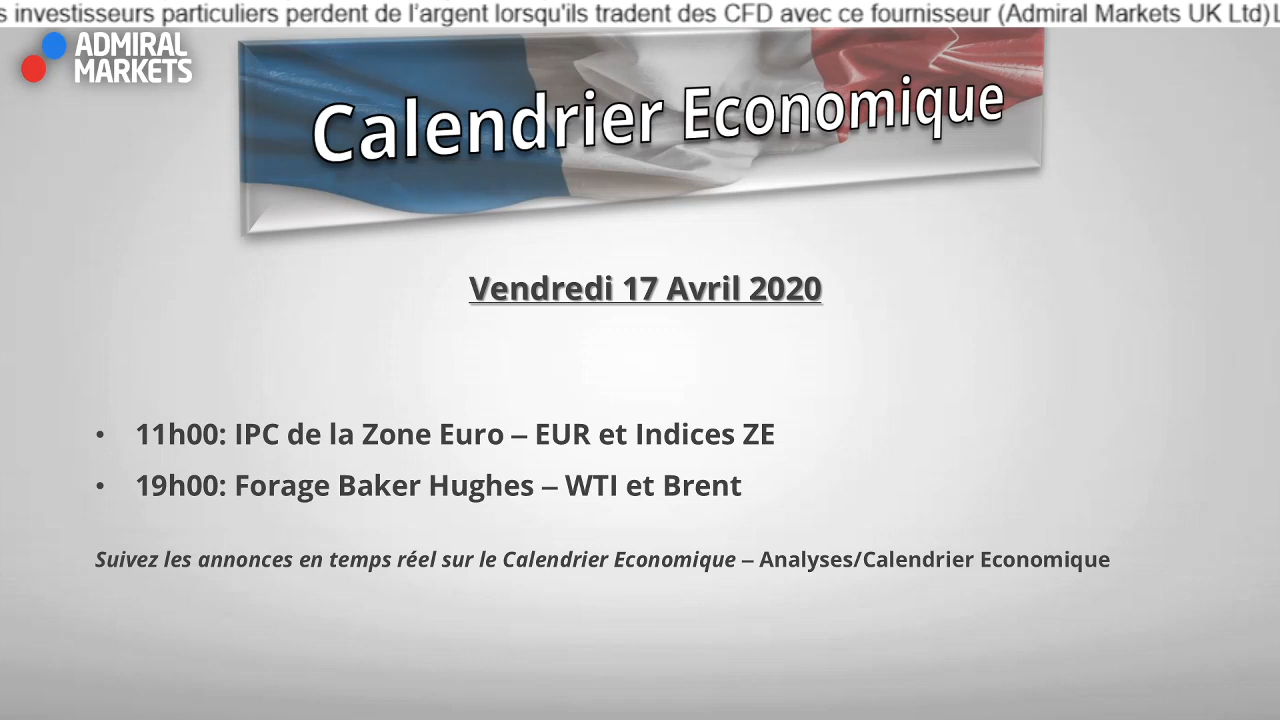 s investisseurs particuliers perdent de l’argent lorsqu'ils tradent des CFD avec ce fournisseur (Admiral Markets UK Ltd)
ADMIRAL
MARKETS
Calendrier Economique
Vendredi 17 Avril 2020
• 11h00: IPC de la Zone Euro – EUR et Indices ZE
• 19h00: Forage Baker Hughes – WTI et Brent
Suivez les annonces en temps réel sur le Calendrier Economique – Analyses/Calendrier Economique